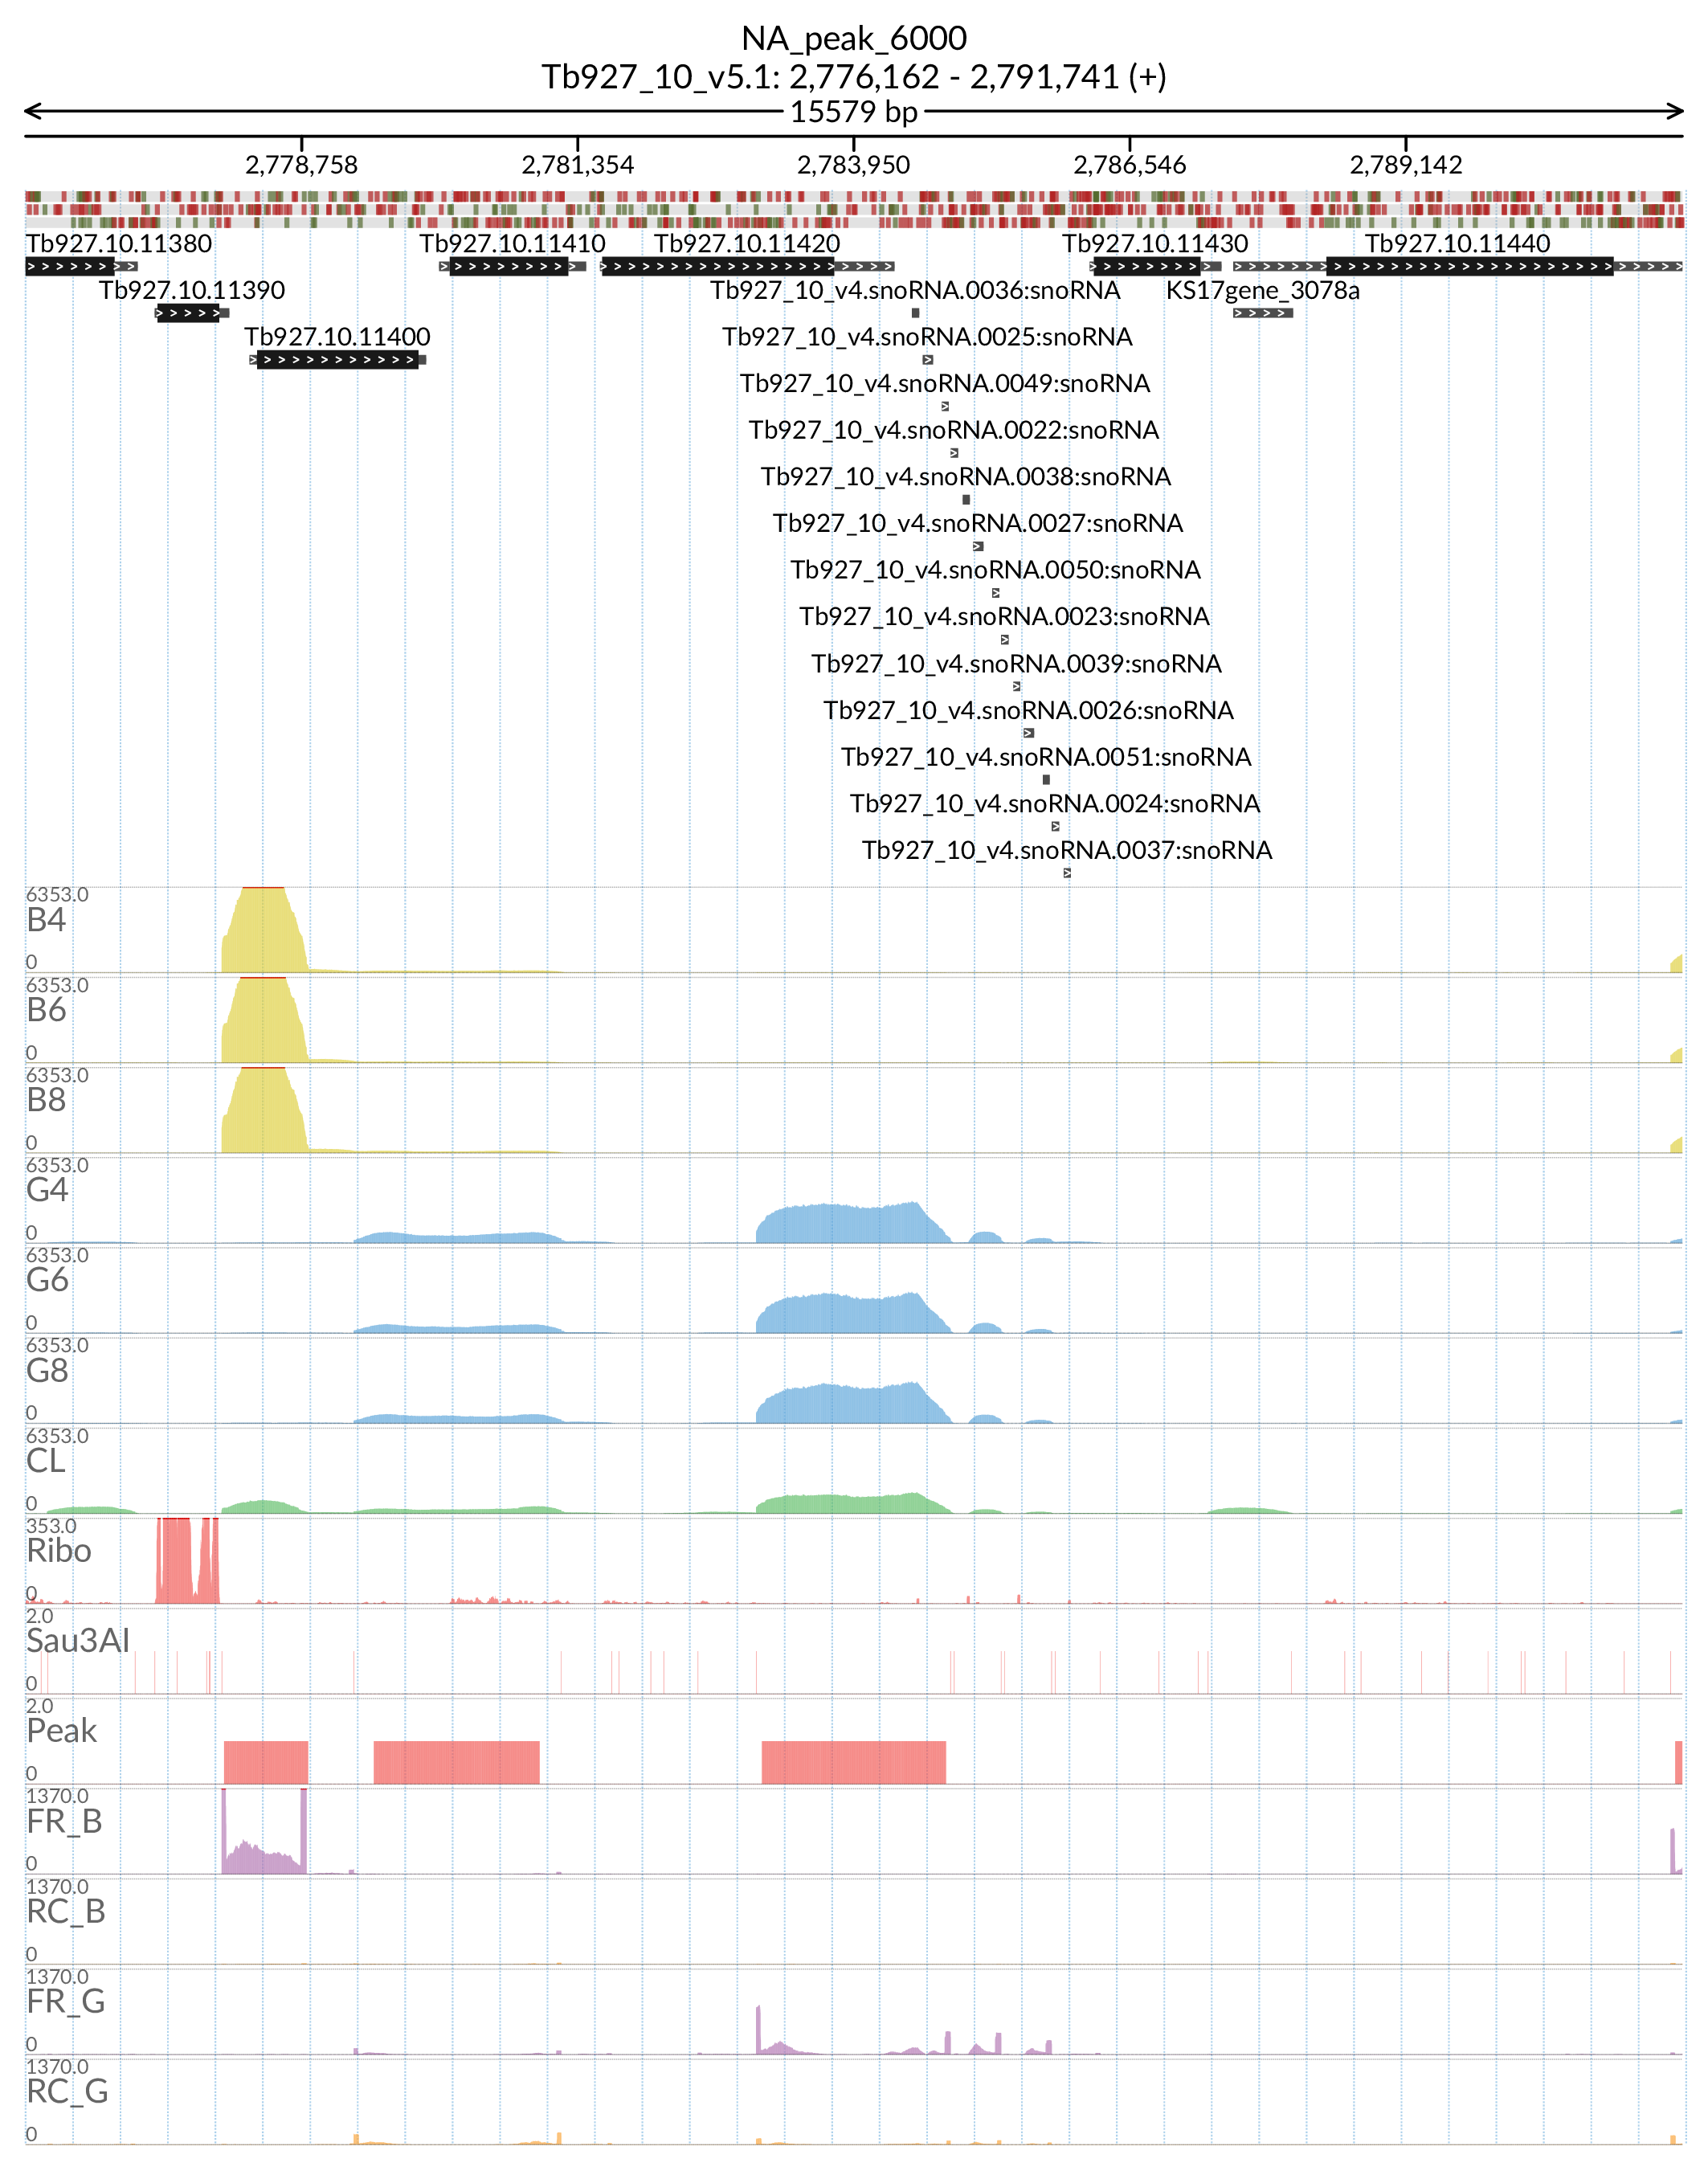 NA_peak_6000
Tb927_10_v5.1: 2,776,162 - 2,791,741 (+)
15579 bp
2,778,758 2,781,354 2,783,950 2,786,546 2,789,142
Tb927.10.11380 Tb927.10.11410 Tb927.10.11420 Tb927.10.11430 Tb927.10.11440
Tb927.10.11390 Tb927_10_v4.snoRNA.0036:snoRNA KS17gene_3078a
Tb927.10.11400 Tb927_10_v4.snoRNA.0025:snoRNA
Tb927_10_v4.snoRNA.0049:snoRNA
Tb927_10_v4.snoRNA.0022:snoRNA
Tb927_10_v4.snoRNA.0038:snoRNA
Tb927_10_v4.snoRNA.0027:snoRNA
Tb927_10_v4.snoRNA.0050:snoRNA
Tb927_10_v4.snoRNA.0023:snoRNA
Tb927_10_v4.snoRNA.0039:snoRNA
Tb927_10_v4.snoRNA.0026:snoRNA
Tb927_10_v4.snoRNA.0051:snoRNA
Tb927_10_v4.snoRNA.0024:snoRNA
Tb927_10_v4.snoRNA.0037:snoRNA
6353.0
B4
0
6353.0
B6
0
6353.0
B8
0
6353.0
G4
0
6353.0
G6
0
6353.0
G8
0
6353.0
CL
0
353.0
Ribo
0
2.0
Sau3AI
0
2.0
Peak
0
1370.0
FR_B
0
1370.0
RC_B
0
1370.0
FR_G
0
1370.0
RC_G
0